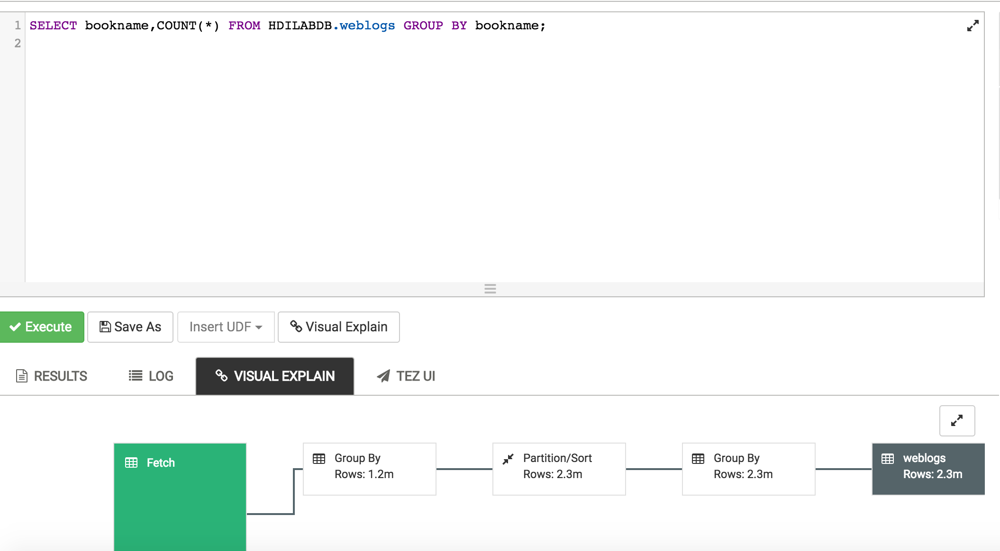 1 SELECT bookname,COUNT(*) FROM HDILABDB.weblogs GROUP BY bookname;
2
Execute Save As Insert UDF Visual Explain
RESULTS LOG VISUAL EXPLAIN TEZ UI
Fetch
Group By
Rows: 1.2m
Partition/Sort
Rows: 2.3m
Group By
Rows: 2.3m
weblogs
Rows: 2.3m